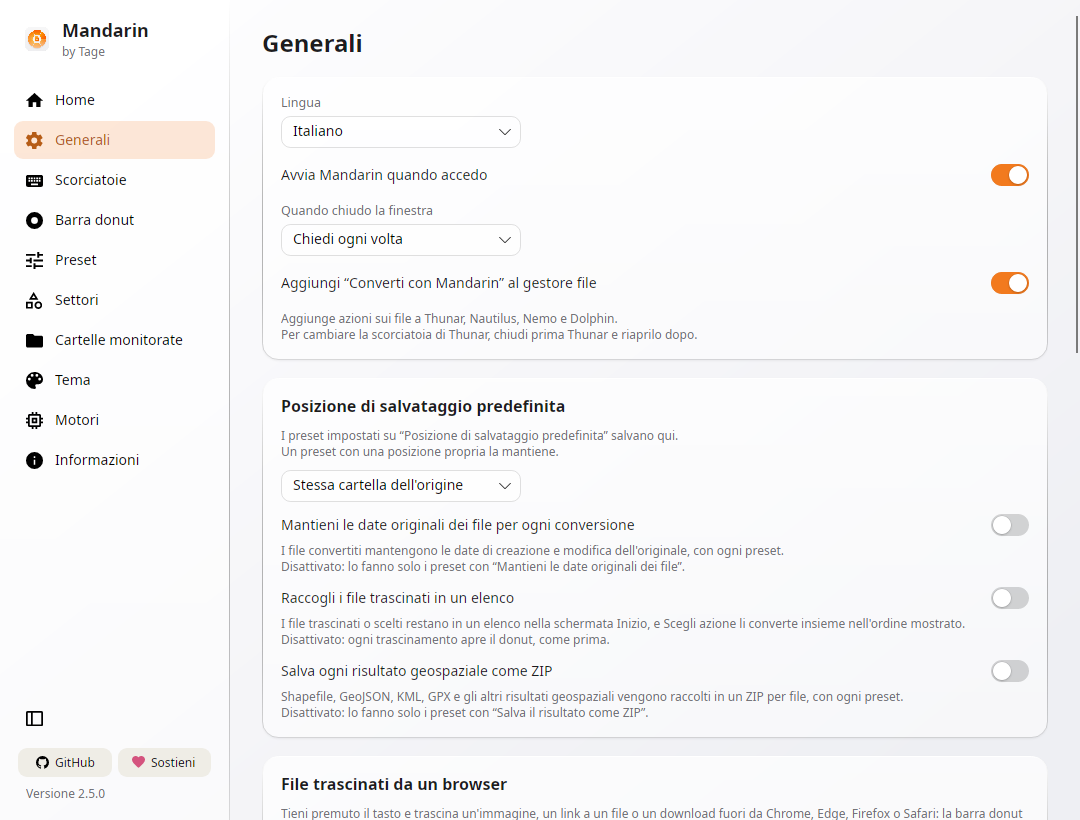 Mandarin
by Tage
Home
Generali
Scorciatoie
Barra donut
Preset
Settori
Cartelle monitorate
Tema
Motori
Informazioni
GitHub
Sostieni
Versione 2.5.0
Generali
Lingua
Italiano
Avvia Mandarin quando accedo
Quando chiudo la finestra
Chiedi ogni volta
Aggiungi “Converti con Mandarin” al gestore file
Aggiunge azioni sui file a Thunar, Nautilus, Nemo e Dolphin.
Per cambiare la scorciatoia di Thunar, chiudi prima Thunar e riaprilo dopo.
Posizione di salvataggio predefinita
I preset impostati su “Posizione di salvataggio predefinita” salvano qui.
Un preset con una posizione propria la mantiene.
Stessa cartella dell'origine
Mantieni le date originali dei file per ogni conversione
I file convertiti mantengono le date di creazione e modifica dell'originale, con ogni preset.
Disattivato: lo fanno solo i preset con “Mantieni le date originali dei file”.
Raccogli i file trascinati in un elenco
I file trascinati o scelti restano in un elenco nella schermata Inizio, e Scegli azione li converte insieme nell'ordine mostrato.
Disattivato: ogni trascinamento apre il donut, come prima.
Salva ogni risultato geospaziale come ZIP
Shapefile, GeoJSON, KML, GPX e gli altri risultati geospaziali vengono raccolti in un ZIP per file, con ogni preset.
Disattivato: lo fanno solo i preset con “Salva il risultato come ZIP”.
File trascinati da un browser
Tieni premuto il tasto e trascina un'immagine, un link a un file o un download fuori da Chrome, Edge, Firefox o Safari: la barra donut